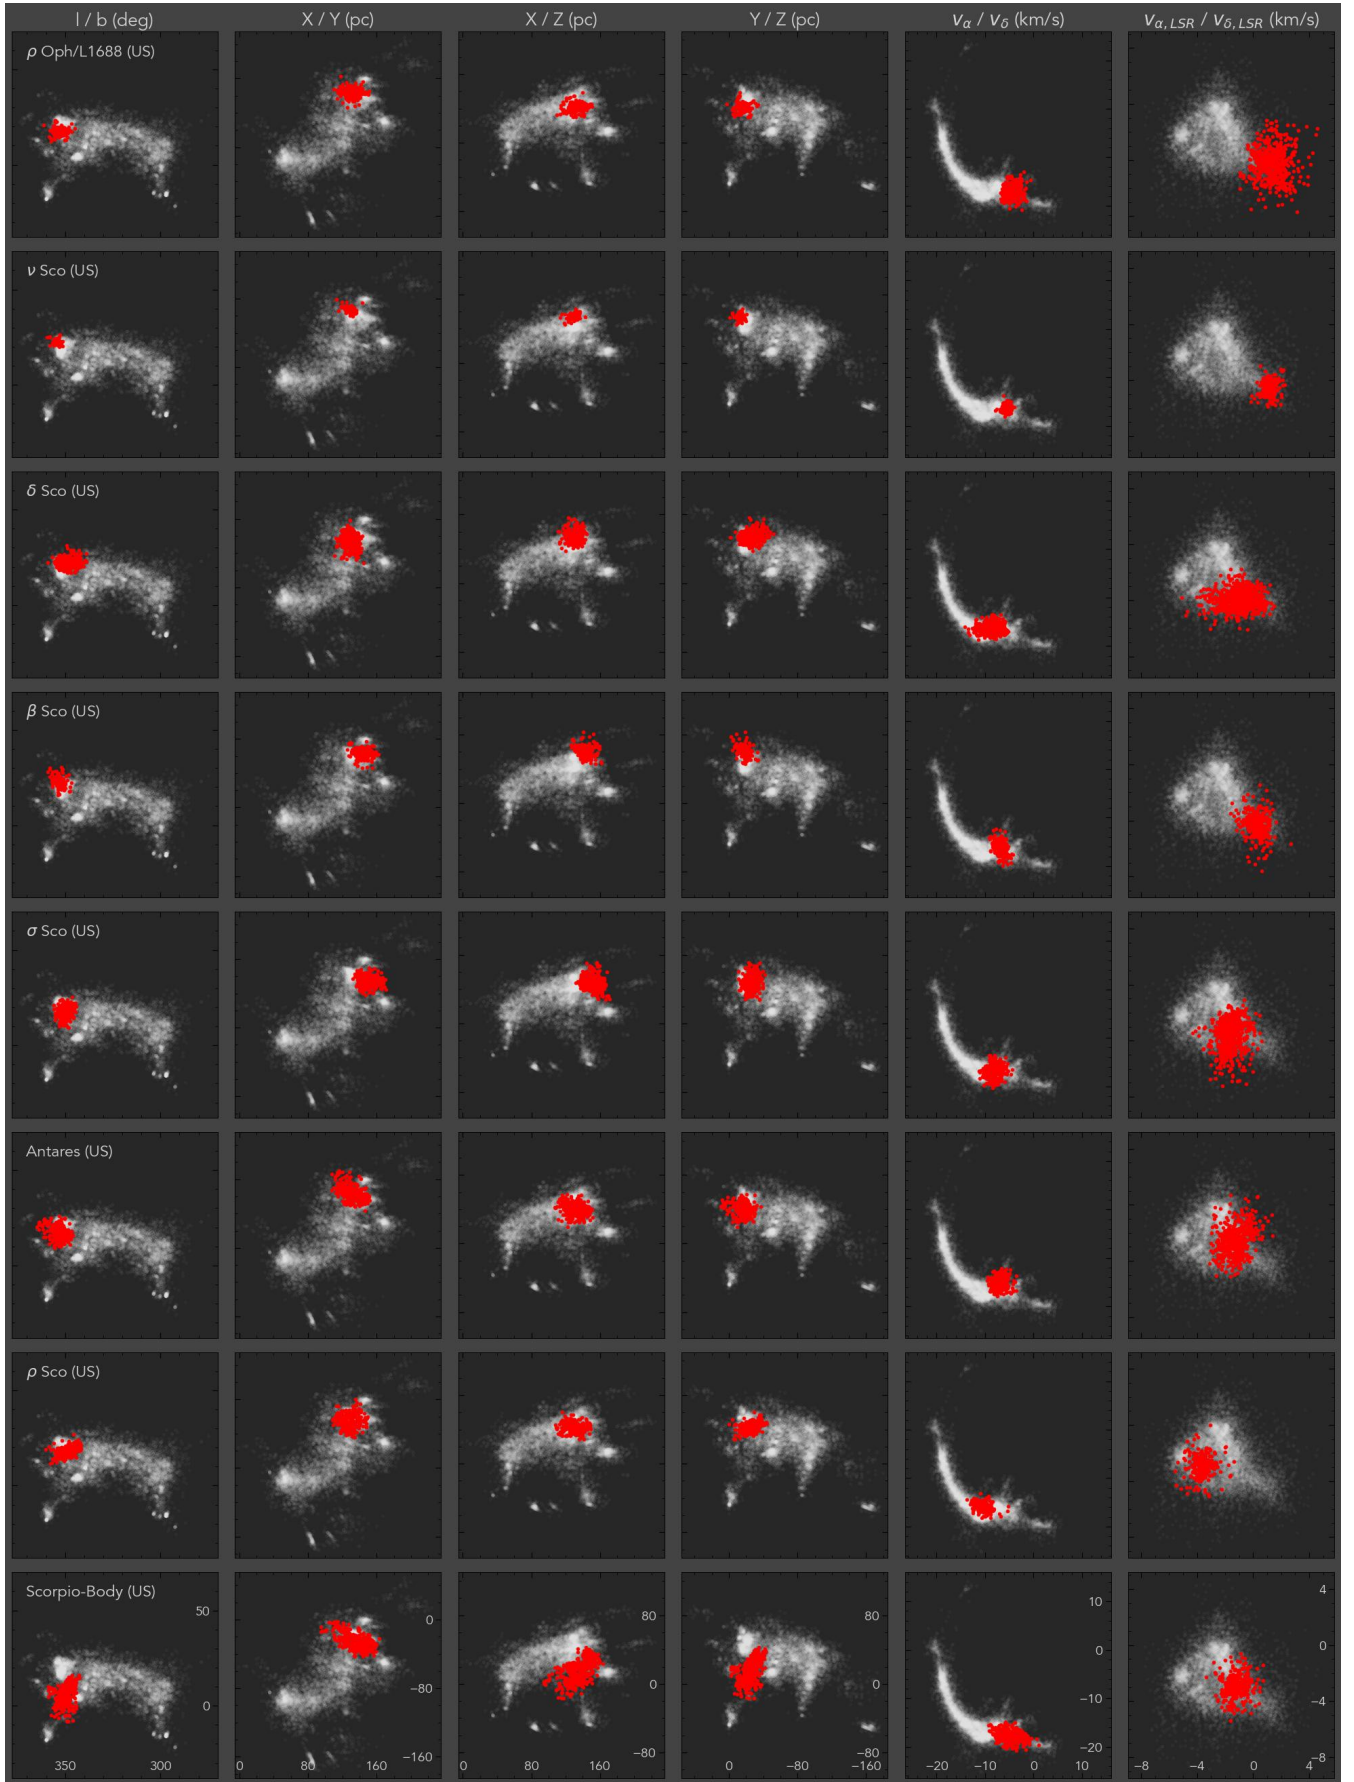 l / b (deg)
X / Y (pc)
X / Z (pc)
Y / Z (pc)
vα / vδ (km/s)
vα, LSR / vδ, LSR (km/s)
ρ Oph/L1688 (US)
ν Sco (US)
δ Sco (US)
β Sco (US)
σ Sco (US)
Antares (US)
ρ Sco (US)
Scorpio-Body (US)
50
0
350
300
0
−80
−160
0
80
160
80
0
−80
0
80
160
80
0
0
−80
−160
10
0
−10
−20
−20
−10
0
10
4
0
−4
−8
−8
−4
0
4